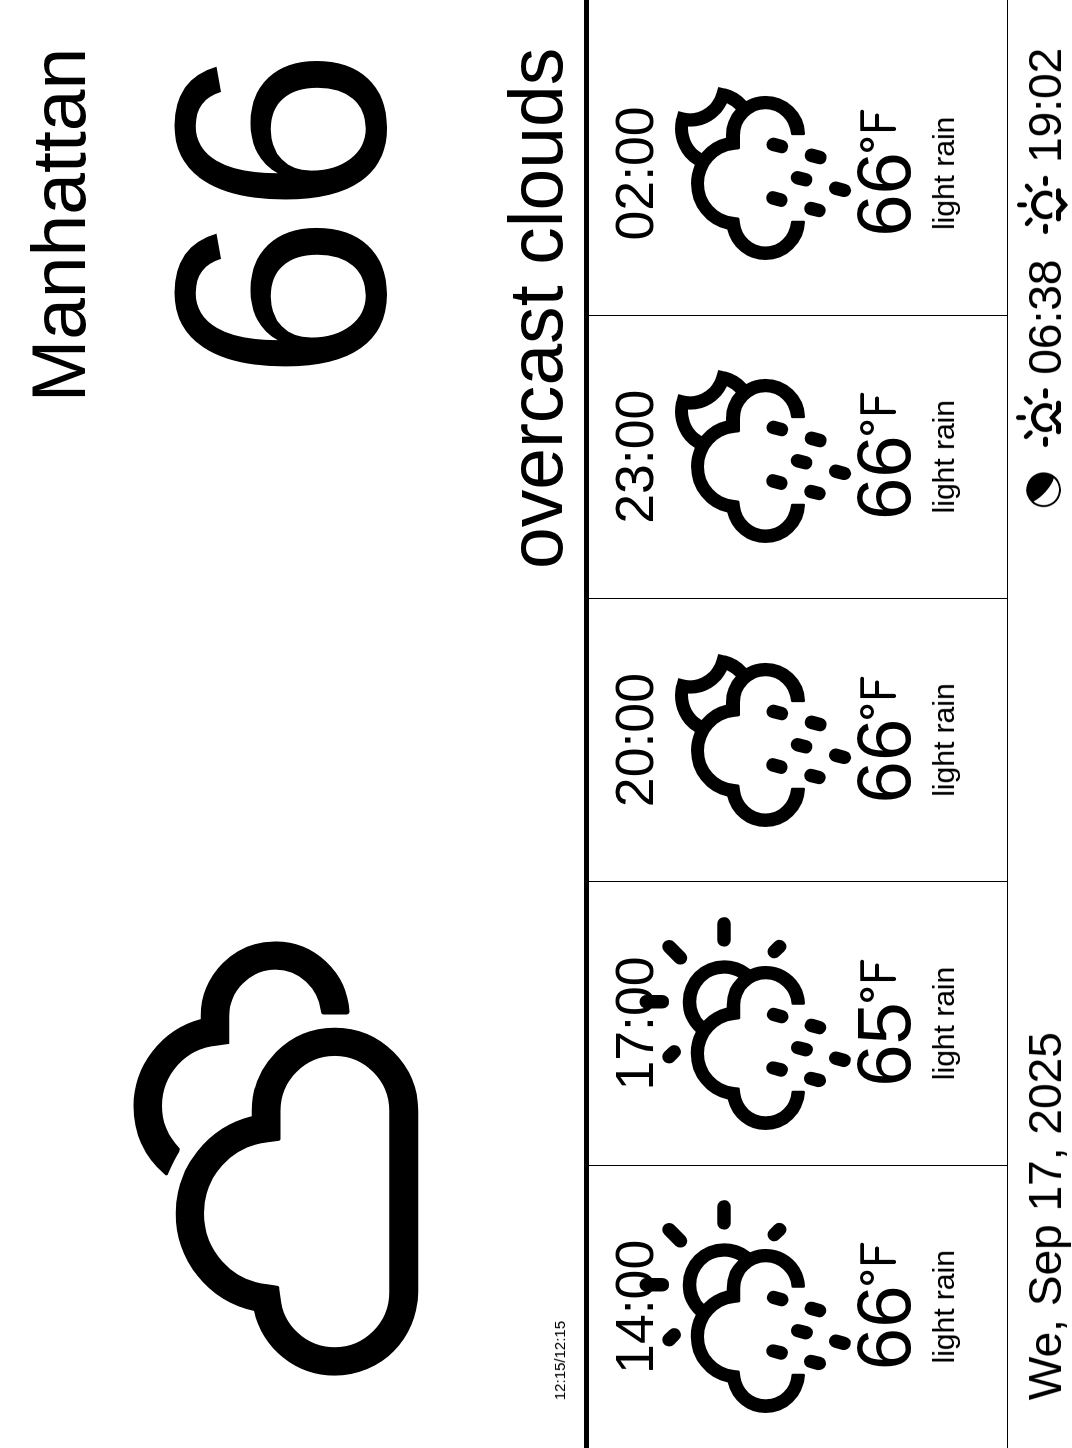 Manhattan
66
overcast clouds
12:15/12:15
14:00 17:00 20:00 23:00 02:00
66°F 65°F 66°F 66°F 66°F
light rain light rain light rain light rain light rain
We, Sep 17, 2025 06:38 19:02